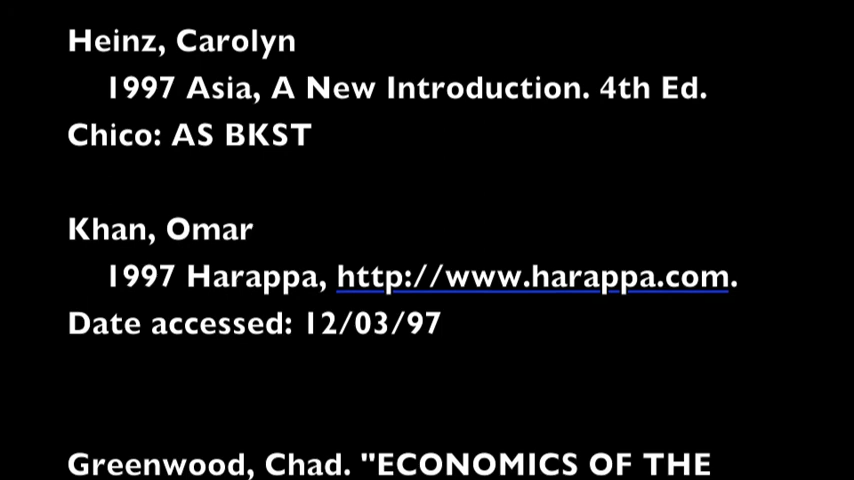 Heinz, Carolyn
1997 Asia, A New Introduction. 4th Ed.
Chico: AS BKST
Khan, Omar
1997 Harappa, http://www.harappa.com.
Date accessed: 12/03/97
Greenwood, Chad. "ECONOMICS OF THE